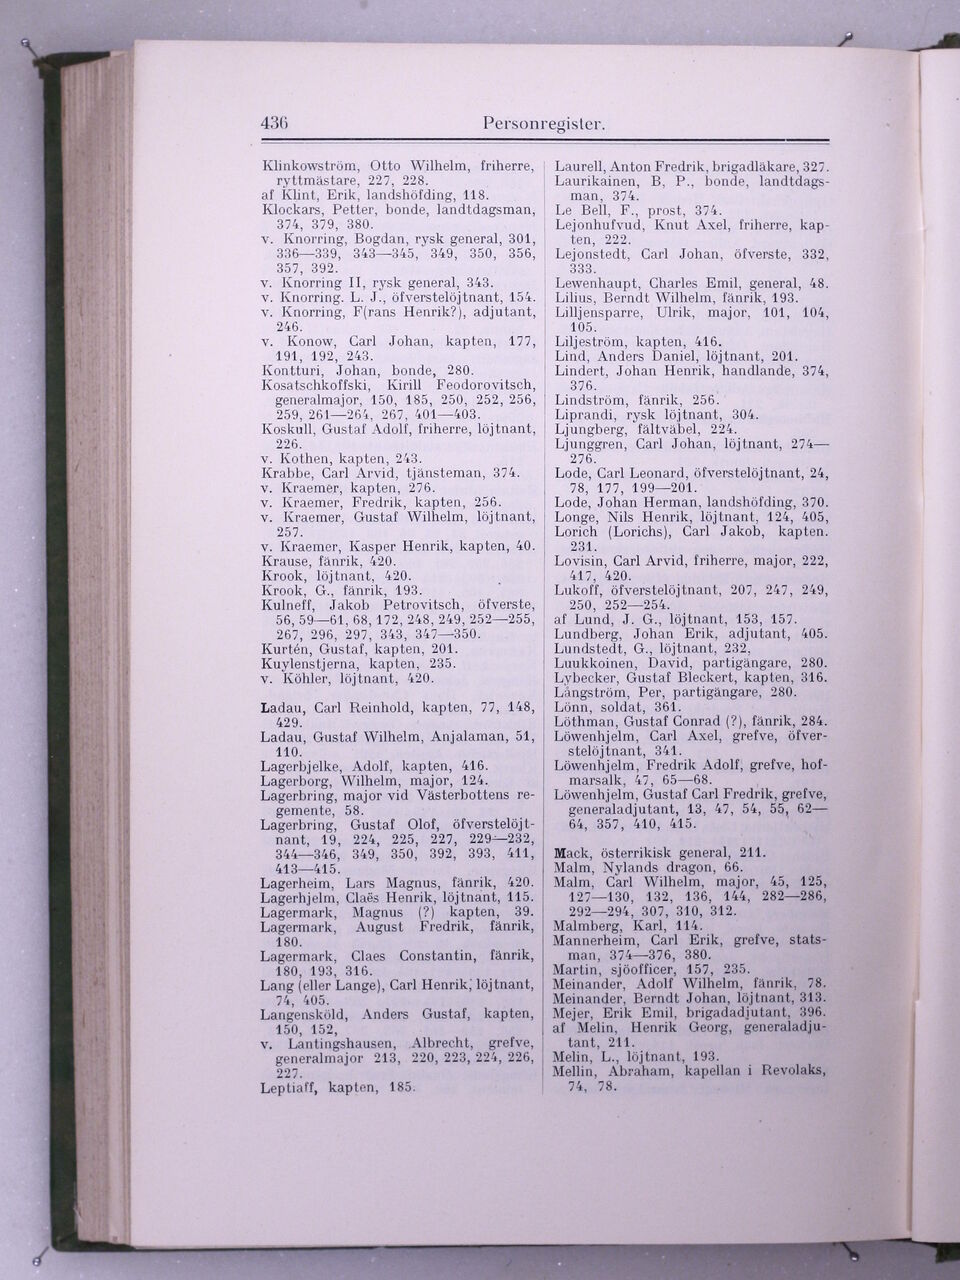 436
Personregister.
Klinkowström, Otto Wilhelm, friherre,
ryttmästare, 227, 228.
af Klint, Erik, landshöfding, 118.
Klockars, Petter, bonde, landtdagsman,
374, 379, 380.
v. Knorring, Bogdan, rysk general, 301,
336—339, 343—345, 349, 350, 356,
357, 392.
v. Knorring II, rysk general, 343.
v. Knorring. L. J., öfverstelöjtnant, 154.
v. Knorring, F(rans Henrik?), adjutant,
246.
v. Konow, Carl Johan, kapten, 177,
191, 192, 243.
Kontturi, Johan, bonde, 280.
Kosatschkoffski, Kirill Feodorovitsch,
generalmajor, 150, 185, 250, 252, 256,
259, 261—264, 267, 401—403.
Koskull, Gustaf Adolf, friherre, löjtnant,
226.
v. Kothen, kapten, 243.
Krabbe, Carl Arvid, tjänsteman, 374.
v. Kraemer, kapten, 276.
v. Kraemer, Fredrik, kapten, 256.
v. Kraemer, Gustaf Wilhelm, löjtnant,
257.
v. Kraemer, Kasper Henrik, kapten, 40.
Krause, fänrik, 420.
Krook, löjtnant, 420.
Krook, G., fänrik, 193.
Kulneff, Jakob Petrovitsch, öfverste,
56, 59—61, 68, 172, 248, 249, 252—255,
267, 296, 297, 343, 347—350.
Kurtén, Gustaf, kapten, 201.
Kuylenstjerna, kapten, 235.
v. Köhler, löjtnant, 420.
Ladau, Carl Reinhold, kapten, 77, 148,
429.
Ladau, Gustaf Wilhelm, Anjalaman, 51,
110.
Lagerbjelke, Adolf, kapten, 416.
Lagerborg, Wilhelm, major, 124.
Lagerbring, major vid Västerbottens re-
gemente, 58.
Lagerbring, Gustaf Olof, öfverstelöjt-
nant, 19, 224, 225, 227, 229—232,
344—346, 349, 350, 392, 393, 411,
413—415.
Lagerheim, Lars Magnus, fänrik, 420.
Lagerhjelm, Claës Henrik, löjtnant, 115.
Lagermark, Magnus (?) kapten, 39.
Lagermark, August Fredrik, fänrik,
180.
Lagermark, Claes Constantin, fänrik,
180, 193, 316.
Lang (eller Lange), Carl Henrik, löjtnant,
74, 405.
Langensköld, Anders Gustaf, kapten,
150, 152,
v. Lantingshausen, Albrecht, grefve,
generalmajor 213, 220, 223, 224, 226,
227.
Leptiaff, kapten, 185.
Laurell, Anton Fredrik, brigadläkare, 327.
Laurikainen, B. P., bonde, landtdags-
man, 374.
Le Bell, F., prost, 374.
Lejonhufvud, Knut Axel, friherre, kap-
ten, 222.
Lejonstedt, Carl Johan, öfverste, 332,
333.
Lewenhaupt, Charles Emil, general, 48.
Lilius, Berndt Wilhelm, fänrik, 193.
Lilljensparre, Ulrik, major, 101, 104,
105.
Liljeström, kapten, 416.
Lind, Anders Daniel, löjtnant, 201.
Lindert, Johan Henrik, handlande, 374,
376.
Lindström, fänrik, 256.
Liprandi, rysk löjtnant, 304.
Ljungberg, fältväbel, 224.
Ljunggren, Carl Johan, löjtnant, 274—
276.
Lode, Carl Leonard, öfverstelöjtnant, 24,
78, 177, 199—201.
Lode, Johan Herman, landshöfding, 370.
Longe, Nils Henrik, löjtnant, 124, 405,
Lorich (Lorichs), Carl Jakob, kapten.
231.
Lovisin, Carl Arvid, friherre, major, 222,
417, 420.
Lukoff, öfverstelöjtnant, 207, 247, 249,
250, 252—254.
af Lund, J. G., löjtnant, 153, 157.
Lundberg, Johan Erik, adjutant, 405.
Lundstedt, G., löjtnant, 232,
Luukkoinen, David, partigängare, 280.
Lybecker, Gustaf Bleckert, kapten, 316.
Långström, Per, partigängare, 280.
Lönn, soldat, 361.
Löthman, Gustaf Conrad (?), fänrik, 284.
Löwenhjelm, Carl Axel, grefve, öfver-
stelöjtnant, 341.
Löwenhjelm, Fredrik Adolf, grefve, hof-
marsalk, 47, 65—68.
Löwenhjelm, Gustaf Carl Fredrik, grefve,
generaladjutant, 13, 47, 54, 55, 62—
64, 357, 410, 415.
Mack, österrikisk general, 211.
Malm, Nylands dragon, 66.
Malm, Carl Wilhelm, major, 45, 125,
127—130, 132, 136, 144, 282—286,
292—294, 307, 310, 312.
Malmberg, Karl, 114.
Mannerheim, Carl Erik, grefve, stats-
man, 374—376, 380.
Martin, sjöofficer, 157, 235.
Meinander, Adolf Wilhelm, fänrik, 78.
Meinander, Berndt Johan, löjtnant, 313.
Mejer, Erik Emil, brigadadjutant, 396.
af Melin, Henrik Georg, generaladju-
tant, 211.
Melin, L., löjtnant, 193.
Mellin, Abraham, kapellan i Revolaks,
74, 78.